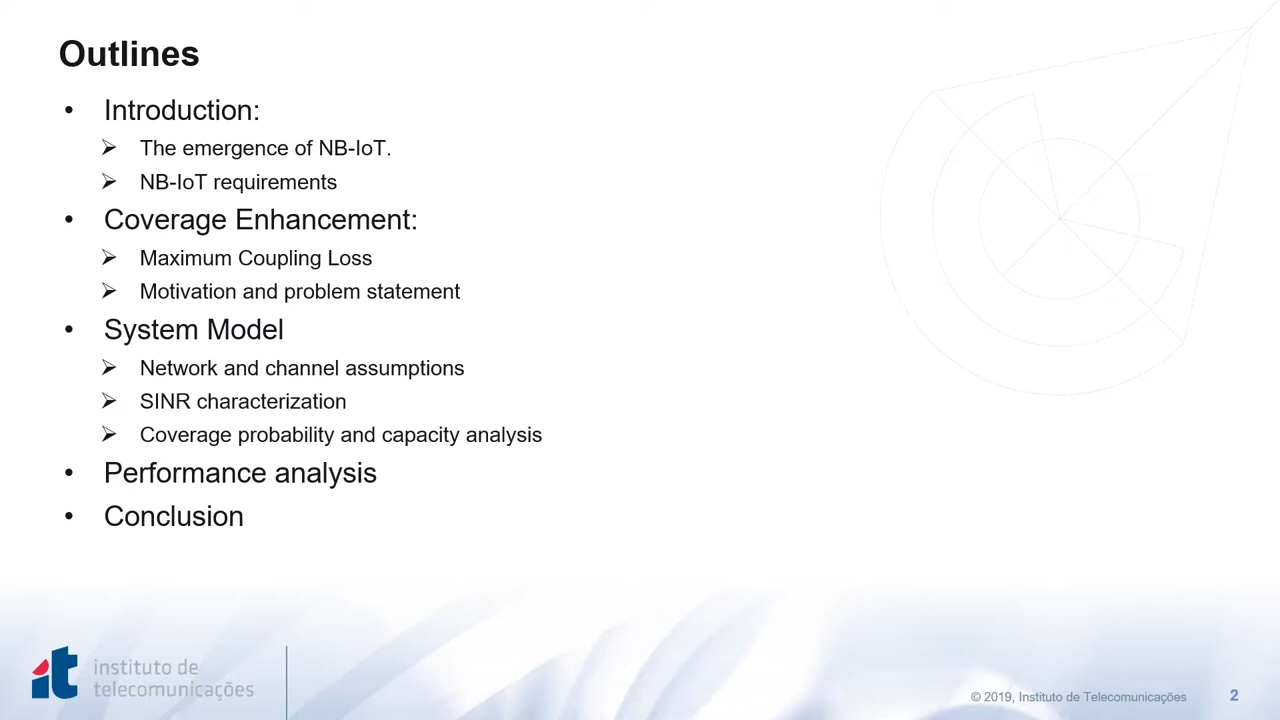 Outlines
• Introduction:
➢ The emergence of NB-IoT.
➢ NB-IoT requirements
• Coverage Enhancement:
➢ Maximum Coupling Loss
➢ Motivation and problem statement
• System Model
➢ Network and channel assumptions
➢ SINR characterization
➢ Coverage probability and capacity analysis
• Performance analysis
• Conclusion
it instituto de
telecomunicações
© 2019, Instituto de Telecomunicações 2